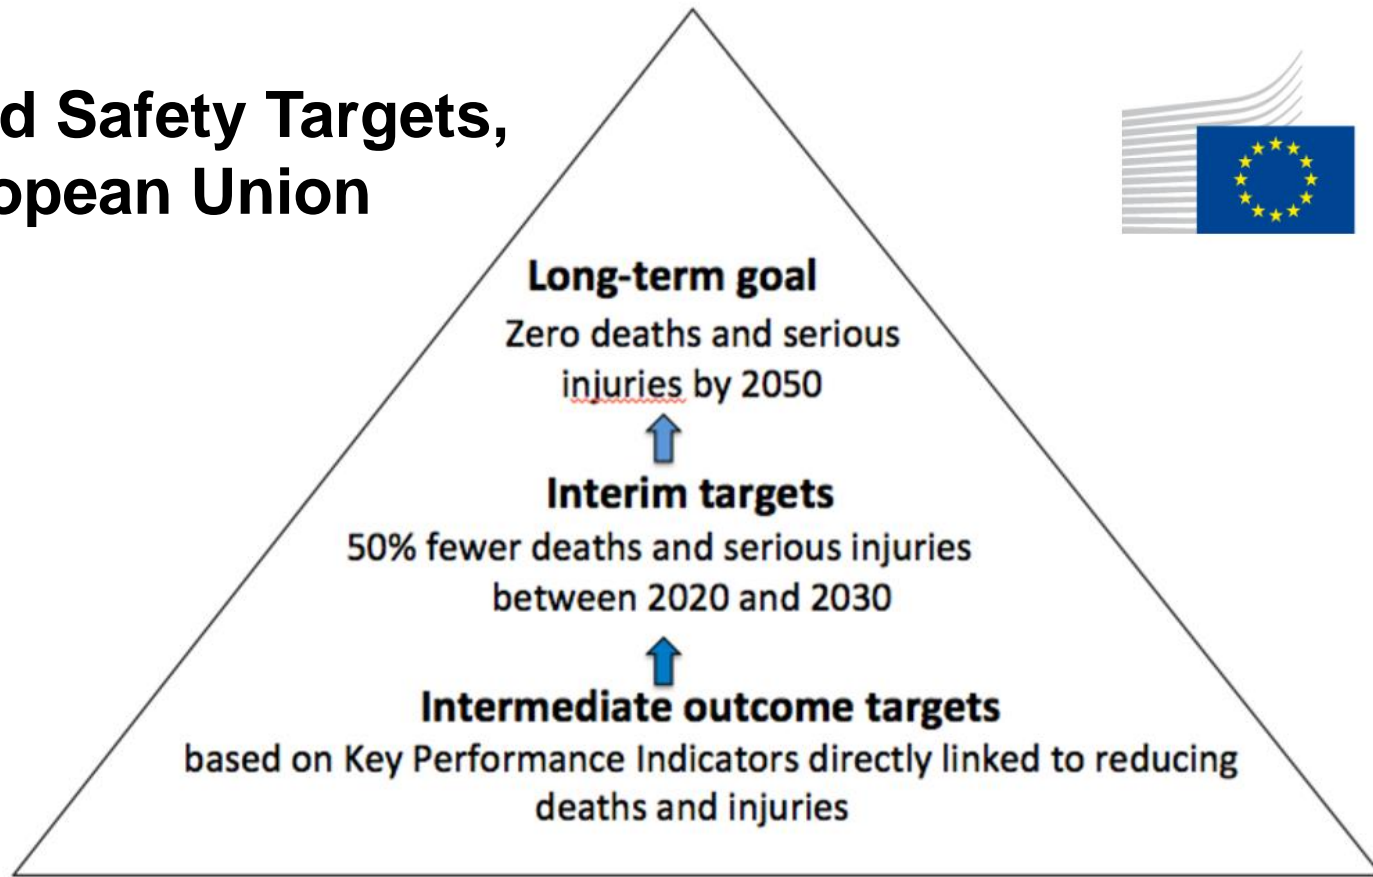 d Safety Targets,
opean Union
Long-term goal
Zero deaths and serious
injuries by 2050
Interim targets
50% fewer deaths and serious injuries
between 2020 and 2030
Intermediate outcome targets
based on Key Performance Indicators directly linked to reducing
deaths and injuries